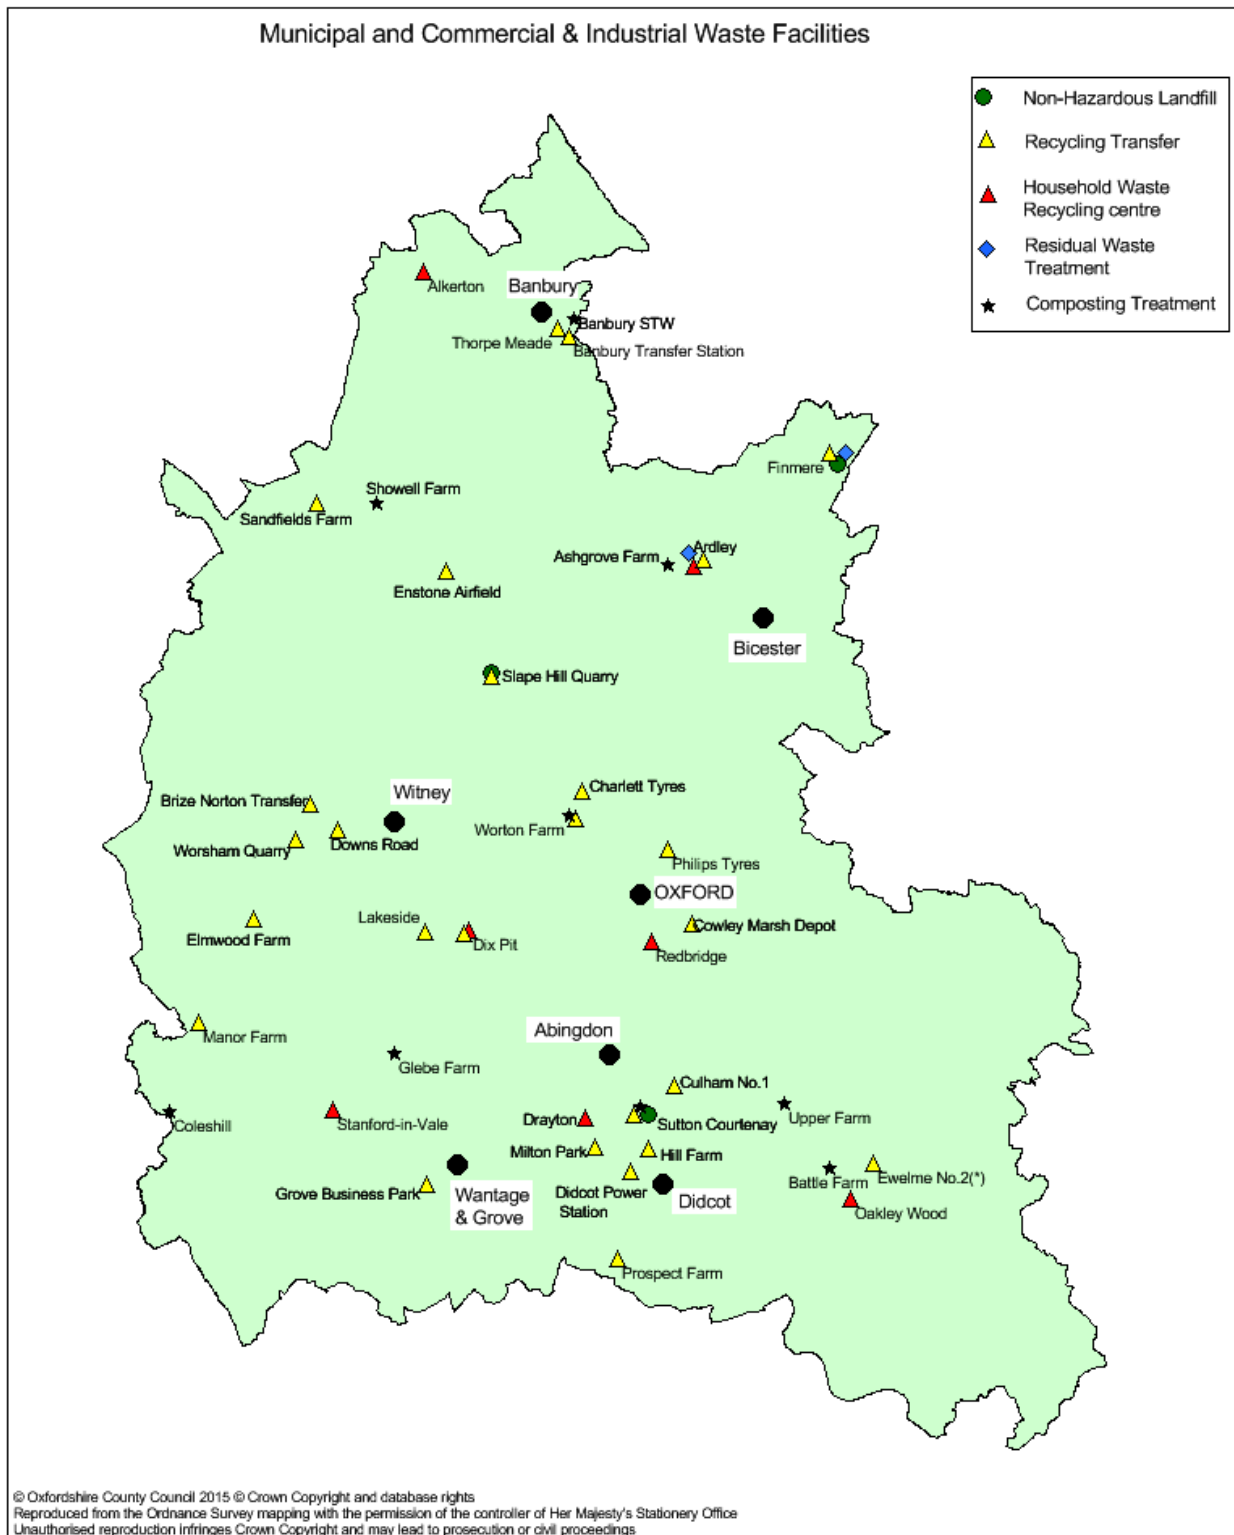 Municipal and Commercial & Industrial Waste Facilities
Non-Hazardous Landfill
Recycling Transfer
Household Waste
Recycling centre
Residual Waste
Treatment
Composting Treatment
Alkerton
Banbury
Banbury STW
Thorpe Meade
Banbury Transfer Station
Finmere
Showell Farm
Sandfields Farm
Ardley
Ashgrove Farm
Enstone Airfield
Bicester
Slape Hill Quarry
Charlett Tyres
Witney
Brize Norton Transfer
Worton Farm
Downs Road
Worsham Quarry
Philips Tyres
OXFORD
Lakeside
Cowley Marsh Depot
Elmwood Farm
Dix Pit
Redbridge
Abingdon
Manor Farm
Glebe Farm
Culham No.1
Upper Farm
Coleshill
Stanford-in-Vale
Drayton
Sutton Courtenay
Milton Park
Hill Farm
Battle Farm
Ewelme No.2(*)
Grove Business Park
Wantage
& Grove
Didcot Power
Station
Didcot
Oakley Wood
Prospect Farm
© Oxfordshire County Council 2015 © Crown Copyright and database rights
Reproduced from the Ordnance Survey mapping with the permission of the controller of Her Majesty's Stationery Office
Unauthorised reproduction infringes Crown Copyright and may lead to prosecution or civil proceedings